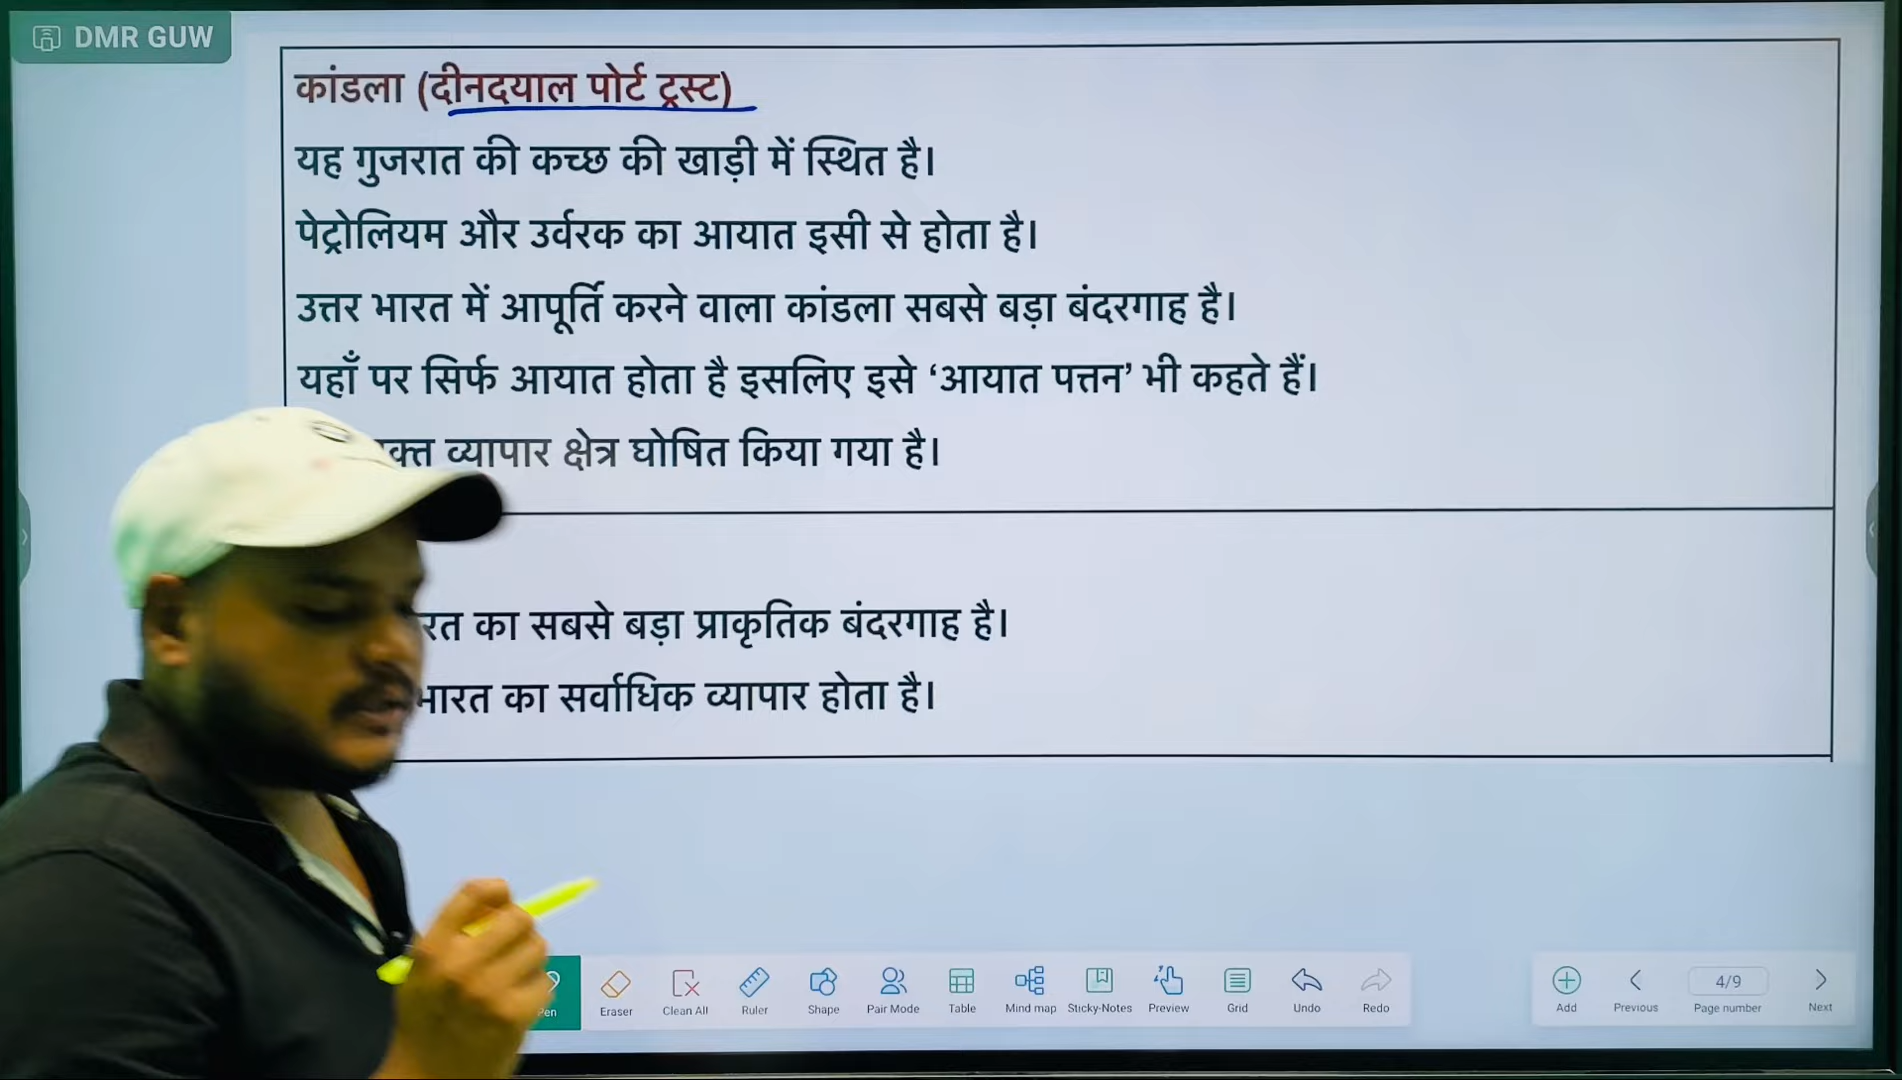 DMR GUW
कांडला (दीनदयाल पोर्ट ट्रस्ट)
यह गुजरात की कच्छ की खाड़ी में स्थित है।
पेट्रोलियम और उर्वरक का आयात इसी से होता है।
उत्तर भारत में आपूर्ति करने वाला कांडला सबसे बड़ा बंदरगाह है।
यहाँ पर सिर्फ आयात होता है इसलिए इसे ‘आयात पत्तन’ भी कहते हैं।
व्यापार क्षेत्र घोषित किया गया है।
का सबसे बड़ा प्राकृतिक बंदरगाह है।
भारत का सर्वाधिक व्यापार होता है।
Pen Eraser Clean All Ruler Shape Pair Mode Table Mind map Sticky-Notes Preview Grid Undo Redo Add Previous 4/9 Page number Next